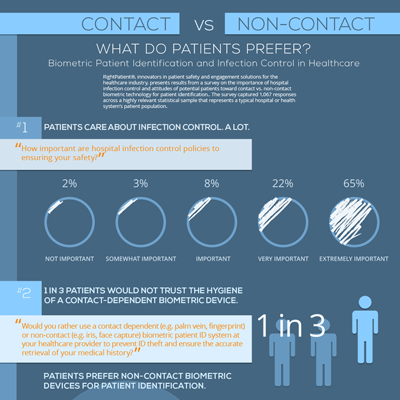 CONTACT VS NON-CONTACT
WHAT DO PATIENTS PREFER?
Biometric Patient Identification and Infection Control in Healthcare
RightPatient®, innovators in patient safety and engagement solutions for the
healthcare industry, presents results from a survey on the importance of hospital
infection control and attitudes of potential patients toward contact vs. non-contact
biometric technology for patient identification. The survey captured 1,067 responses
across a highly relevant statistical sample that represents a typical hospital or health
system's patient population.
#1 PATIENTS CARE ABOUT INFECTION CONTROL. A LOT.
"How important are hospital infection control policies to
ensuring your safety?"
2% 3% 8% 22% 65%
NOT IMPORTANT SOMEWHAT IMPORTANT IMPORTANT VERY IMPORTANT EXTREMELY IMPORTANT
#2 1 IN 3 PATIENTS WOULD NOT TRUST THE HYGIENE
OF A CONTACT-DEPENDENT BIOMETRIC DEVICE.
"Would you rather use a contact dependent (e.g. palm vein, fingerprint)
or non-contact (e.g. iris, face capture) biometric patient ID system at
your healthcare provider to prevent ID theft and ensure the accurate
retrieval of your medical history?"
1 in 3
PATIENTS PREFER NON-CONTACT BIOMETRIC
DEVICES FOR PATIENT IDENTIFICATION.